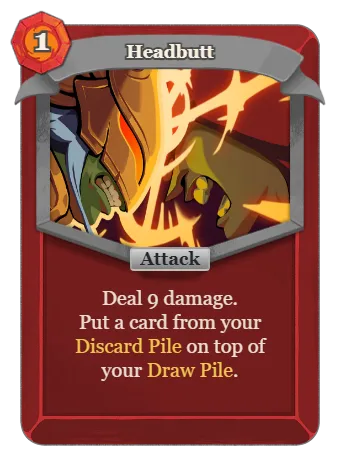 1
Headbutt
Attack
Deal 9 damage.
Put a card from your
Discard Pile on top of
your Draw Pile.